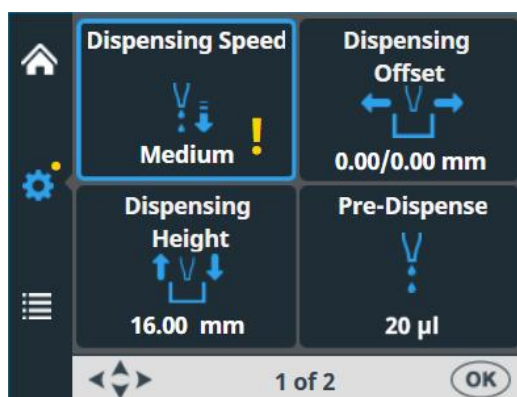 Dispensing Speed
Medium
!
Dispensing
Offset
0.00/0.00 mm
Dispensing
Height
16.00 mm
Pre-Dispense
20 µl
1 of 2
OK